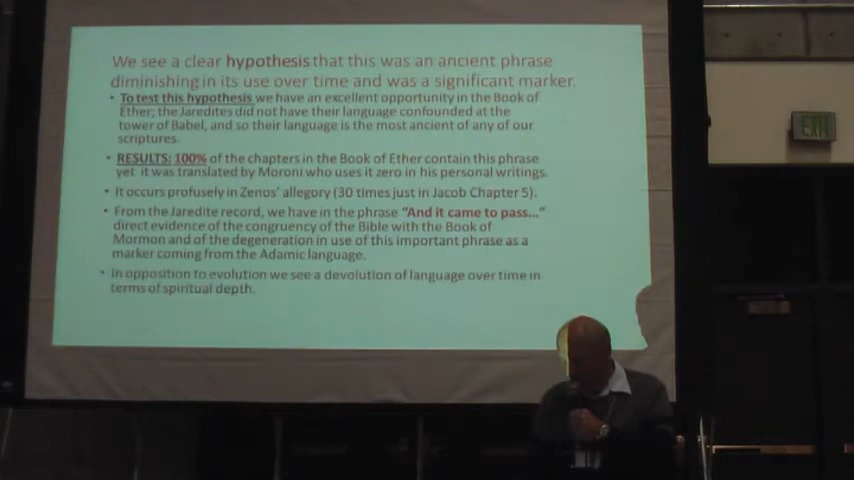 We see a clear hypothesis that this was an ancient phrase
diminishing in its use over time and was a significant marker.
• To test this hypothesis we have an excellent opportunity in the Book of
Ether; the Jaredites did not have their language confounded at the
tower of Babel, and so their language is the most ancient of any of our
scriptures.
• RESULTS: 100% of the chapters in the Book of Ether contain this phrase
yet it was translated by Moroni who uses it zero in his personal writings.
• It occurs profusely in Zenos' allegory (30 times just in Jacob Chapter 5).
• From the Jaredite record, we have in the phrase "And it came to pass..."
direct evidence of the congruency of the Bible with the Book of
Mormon and of the degeneration in use of this important phrase as a
marker coming from the Adamic language.
• In opposition to evolution we see a devolution of language over time in
terms of spiritual depth.
EXIT